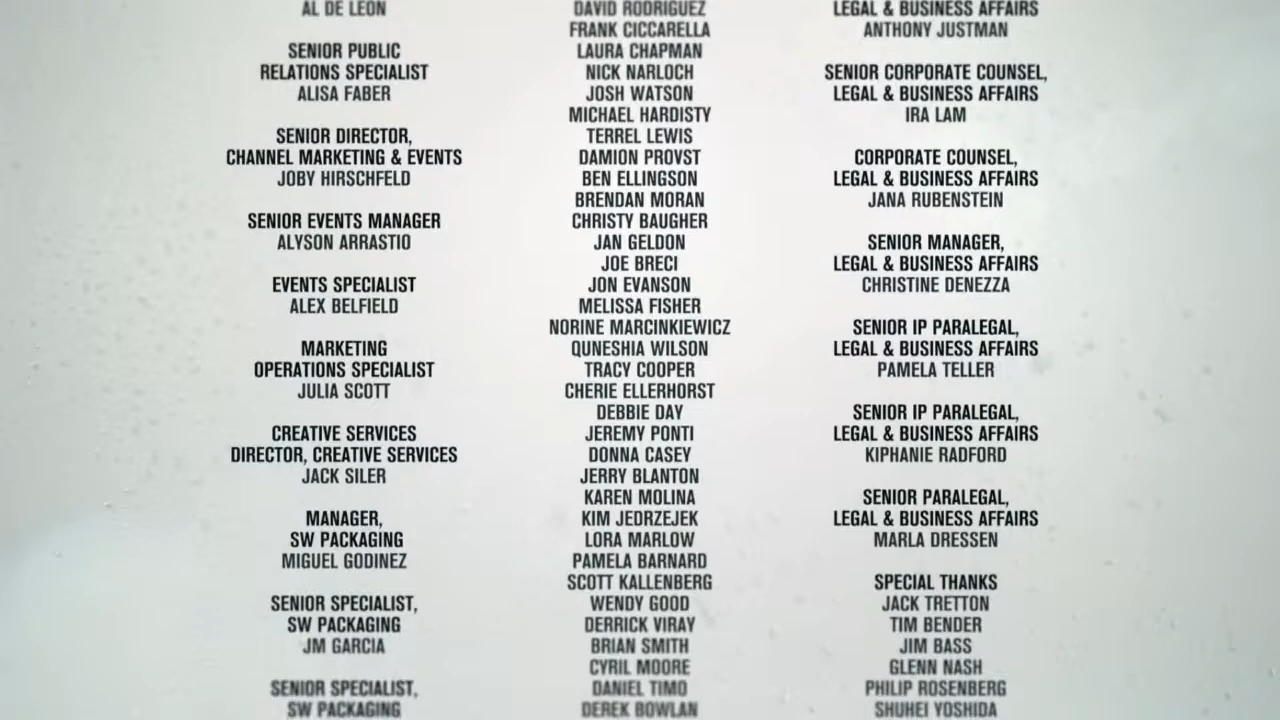 AL DE LEON
SENIOR PUBLIC
RELATIONS SPECIALIST
ALISA FABER
SENIOR DIRECTOR,
CHANNEL MARKETING & EVENTS
JOBY HIRSCHFELD
SENIOR EVENTS MANAGER
ALYSON ARRASTIO
EVENTS SPECIALIST
ALEX BELFIELD
MARKETING
OPERATIONS SPECIALIST
JULIA SCOTT
CREATIVE SERVICES
DIRECTOR, CREATIVE SERVICES
JACK SILER
MANAGER,
SW PACKAGING
MIGUEL GODINEZ
SENIOR SPECIALIST,
SW PACKAGING
JM GARCIA
SENIOR SPECIALIST,
SW PACKAGING
DAVID RODRIGUEZ
FRANK CICCARELLA
LAURA CHAPMAN
NICK NARLOCH
JOSH WATSON
MICHAEL HARDISTY
TERREL LEWIS
DAMION PROVST
BEN ELLINGSON
BRENDAN MORAN
CHRISTY BAUGHER
JAN GELDON
JOE BRECI
JON EVANSON
MELISSA FISHER
NORINE MARCINKIEWICZ
QUNESHIA WILSON
TRACY COOPER
CHERIE ELLERHORST
DEBBIE DAY
JEREMY PONTI
DONNA CASEY
JERRY BLANTON
KAREN MOLINA
KIM JEDRZEJEK
LORA MARLOW
PAMELA BARNARD
SCOTT KALLENBERG
WENDY GOOD
DERRICK VIRAY
BRIAN SMITH
CYRIL MOORE
DANIEL TIMO
DEREK BOWLAN
LEGAL & BUSINESS AFFAIRS
ANTHONY JUSTMAN
SENIOR CORPORATE COUNSEL,
LEGAL & BUSINESS AFFAIRS
IRA LAM
CORPORATE COUNSEL,
LEGAL & BUSINESS AFFAIRS
JANA RUBENSTEIN
SENIOR MANAGER,
LEGAL & BUSINESS AFFAIRS
CHRISTINE DENEZZA
SENIOR IP PARALEGAL,
LEGAL & BUSINESS AFFAIRS
PAMELA TELLER
SENIOR IP PARALEGAL,
LEGAL & BUSINESS AFFAIRS
KIPHANIE RADFORD
SENIOR PARALEGAL,
LEGAL & BUSINESS AFFAIRS
MARLA DRESSEN
SPECIAL THANKS
JACK TRETTON
TIM BENDER
JIM BASS
GLENN NASH
PHILIP ROSENBERG
SHUHEI YOSHIDA